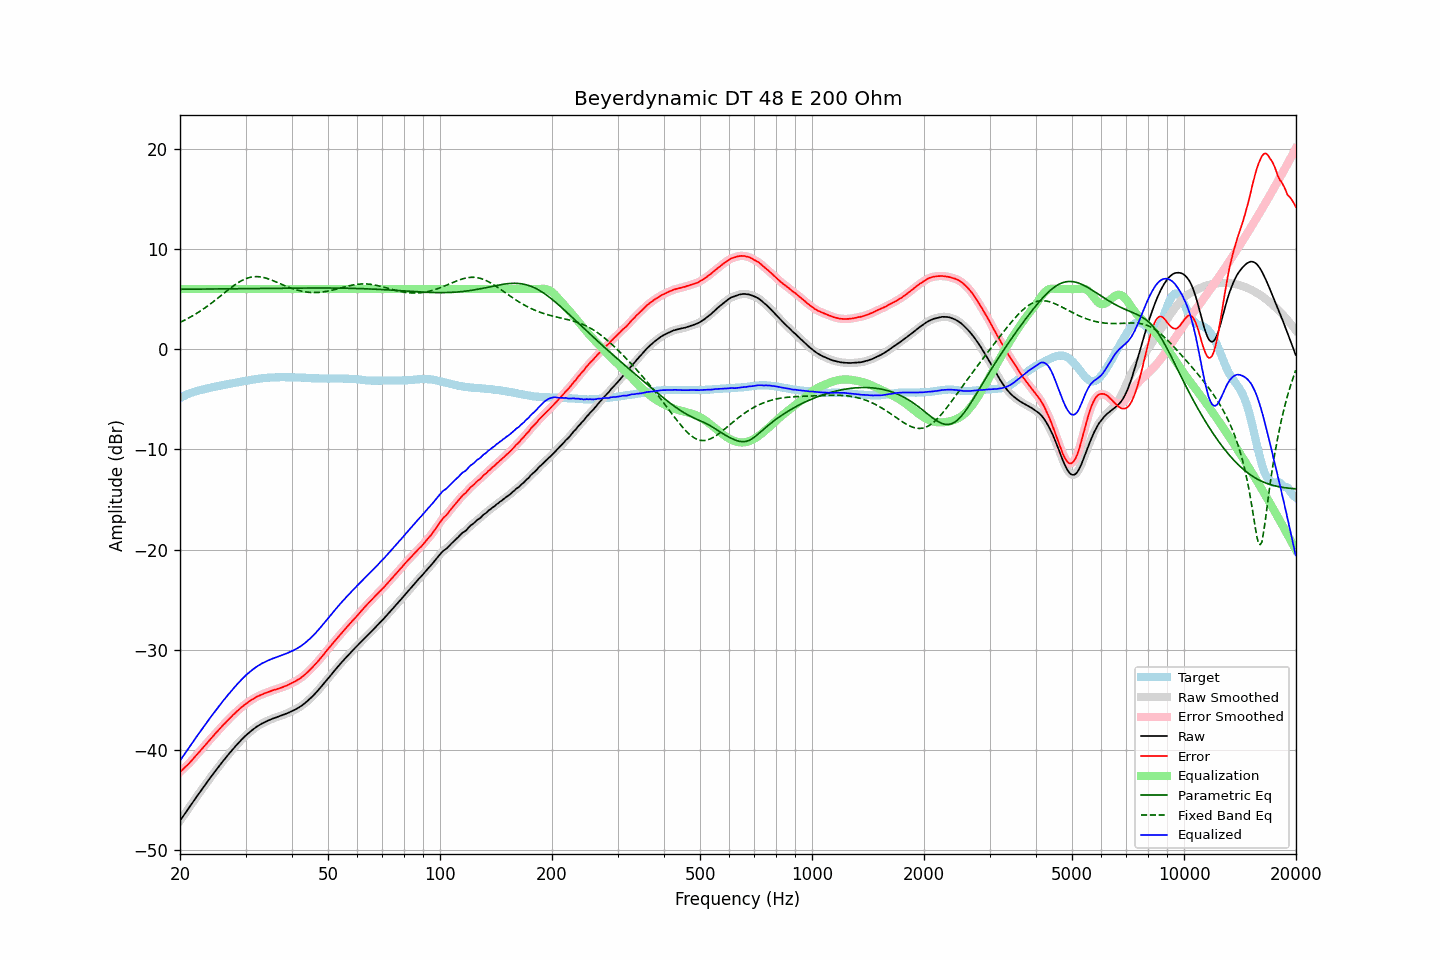 Beyerdynamic DT 48 E 200 Ohm
Amplitude (dBr)
20
10
0
−10
−20
−30
−40
−50
20 50 100 200 500 1000 2000 5000 10000 20000
Frequency (Hz)
Target
Raw Smoothed
Error Smoothed
Raw
Error
Equalization
Parametric Eq
Fixed Band Eq
Equalized